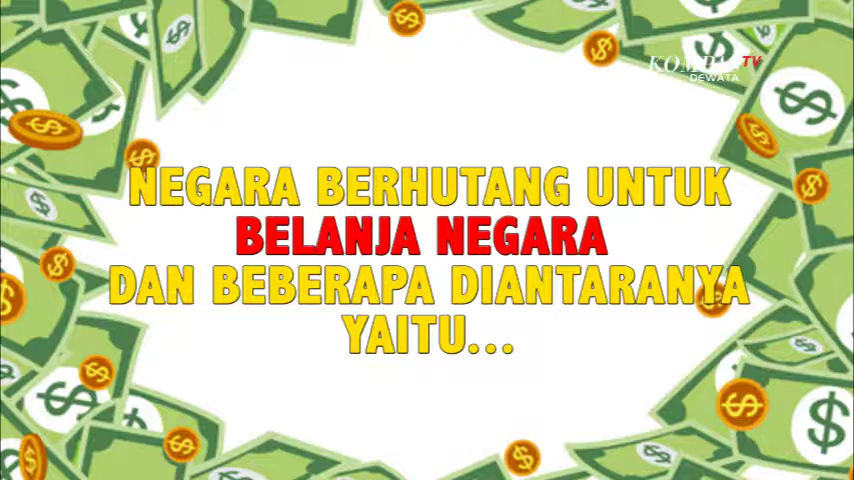 KOMPAS TV
DEWATA
NEGARA BERHUTANG UNTUK
BELANJA NEGARA
DAN BEBERAPA DIANTARANYA
YAITU...